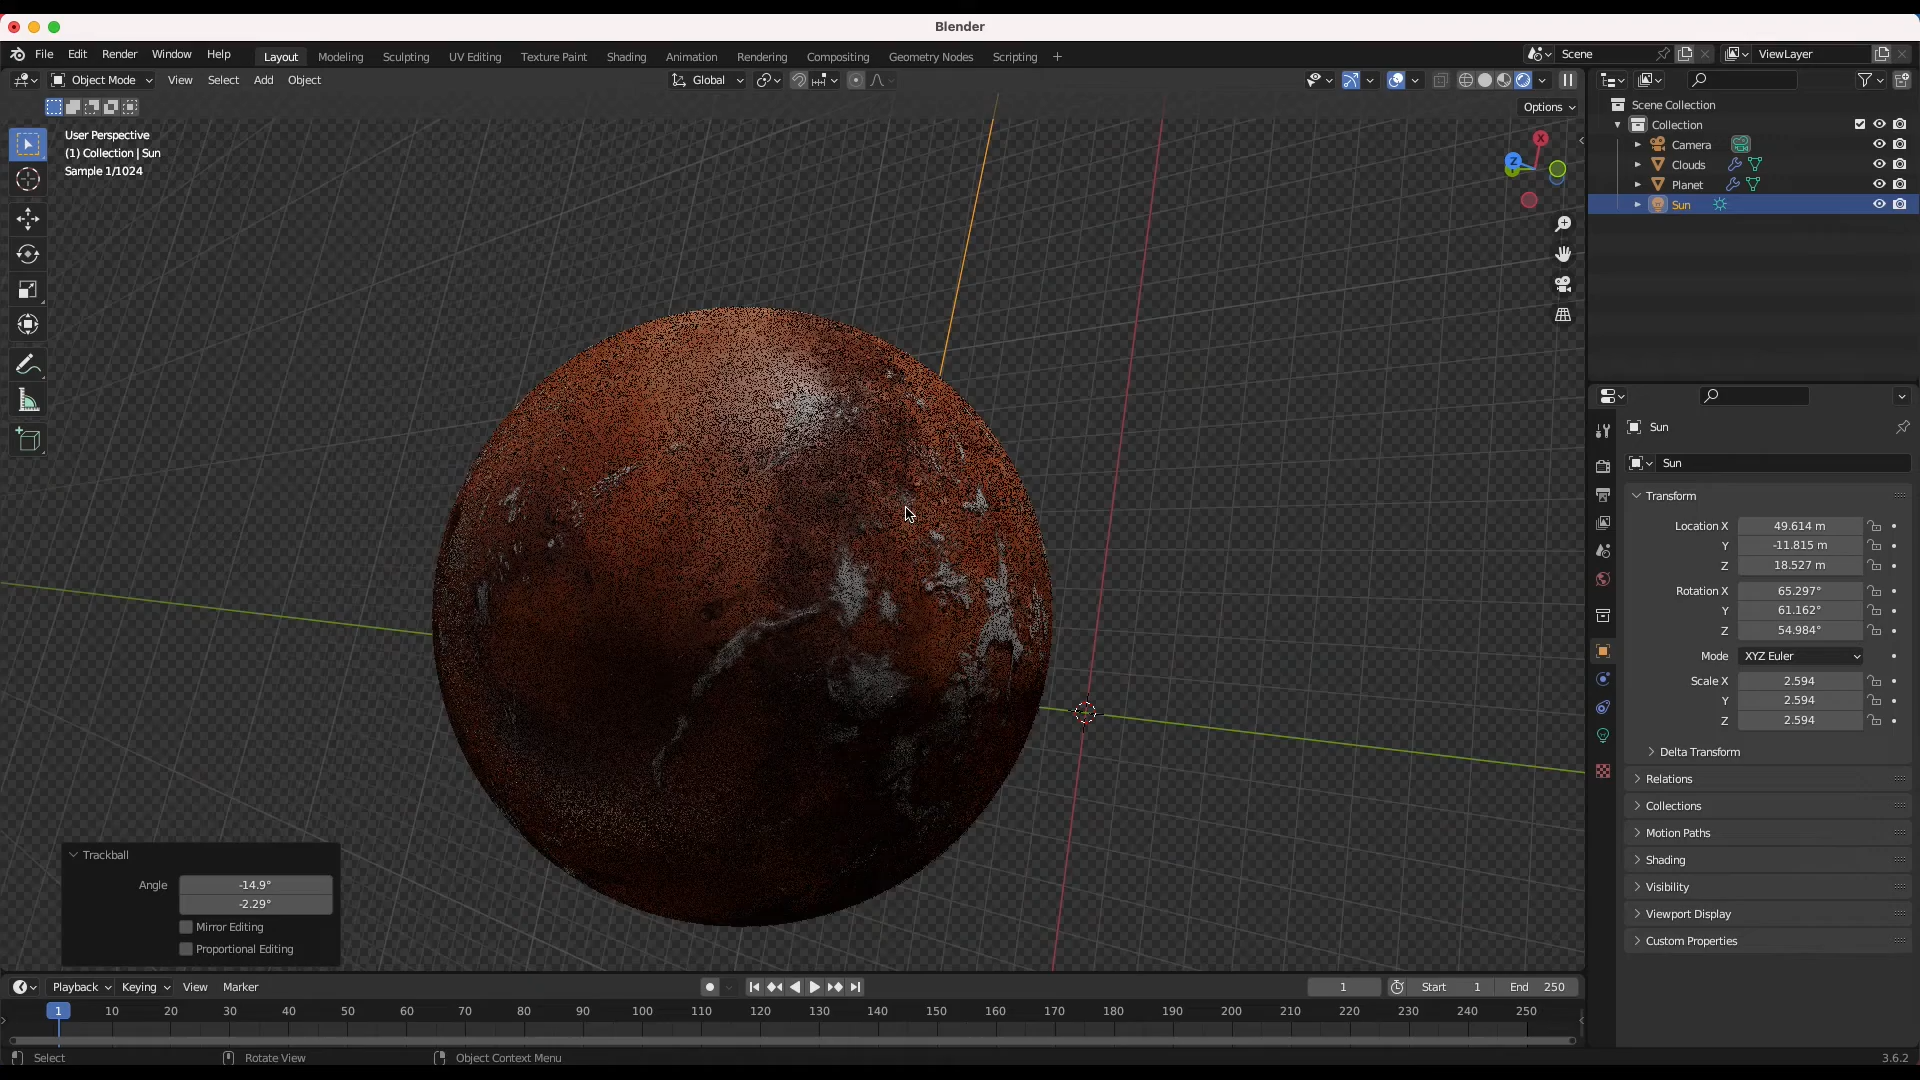 Blender
File Edit Render Window Help
Layout Modeling Sculpting UV Editing Texture Paint Shading Animation Rendering Compositing Geometry Nodes Scripting +
Scene ViewLayer
Object Mode View Select Add Object
Global
Options
User Perspective
(1) Collection | Sun
Sample 1/1024
X
Z
Scene Collection
Collection
Camera
Clouds
Planet
Sun
Sun
Sun
Transform
Location X 49.614 m
Y -11.815 m
Z 18.527 m
Rotation X 65.297°
Y 61.162°
Z 54.984°
Mode XYZ Euler
Scale X 2.594
Y 2.594
Z 2.594
Delta Transform
Relations
Collections
Motion Paths
Shading
Visibility
Viewport Display
Custom Properties
Trackball
Angle -14.9°
-2.29°
Mirror Editing
Proportional Editing
Playback Keying View Marker
1 Start 1 End 250
1 10 20 30 40 50 60 70 80 90 100 110 120 130 140 150 160 170 180 190 200 210 220 230 240 250
Select Rotate View Object Context Menu 3.6.2